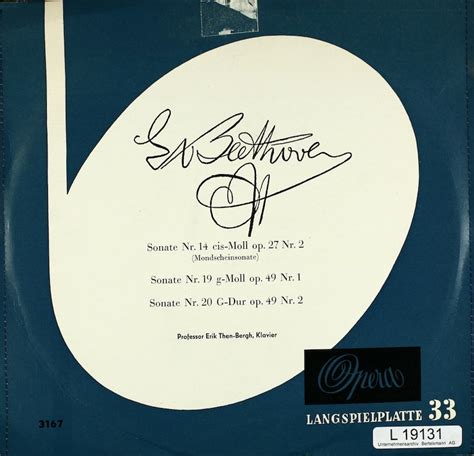 Beethoven
Sonate Nr. 14 cis-Moll op. 27 Nr. 2
(Mondscheinsonate)
Sonate Nr. 19 g-Moll op. 49 Nr. 1
Sonate Nr. 20 G-Dur op. 49 Nr. 2
Professor Erik Then-Bergh, Klavier
Opera
LANGSPIELPLATTE 33
3167
L 19131
Unternehmensarchiv Bertelsmann AG